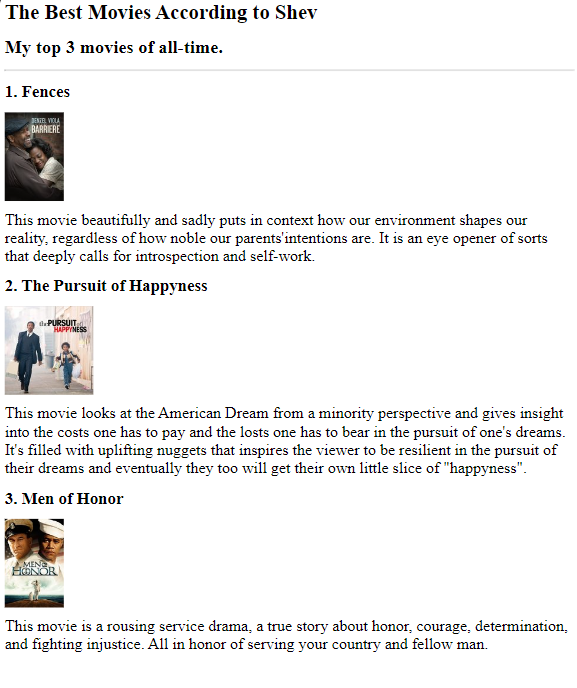 The Best Movies According to Shev
My top 3 movies of all-time.
1. Fences
DENZEL VIOLA
BARRIERE
This movie beautifully and sadly puts in context how our environment shapes our
reality, regardless of how noble our parents'intentions are. It is an eye opener of sorts
that deeply calls for introspection and self-work.
2. The Pursuit of Happyness
the PURSUIT of
HAPPYNESS
This movie looks at the American Dream from a minority perspective and gives insight
into the costs one has to pay and the losts one has to bear in the pursuit of one's dreams.
It's filled with uplifting nuggets that inspires the viewer to be resilient in the pursuit of
their dreams and eventually they too will get their own little slice of "happyness".
3. Men of Honor
MEN OF
HONOR
This movie is a rousing service drama, a true story about honor, courage, determination,
and fighting injustice. All in honor of serving your country and fellow man.